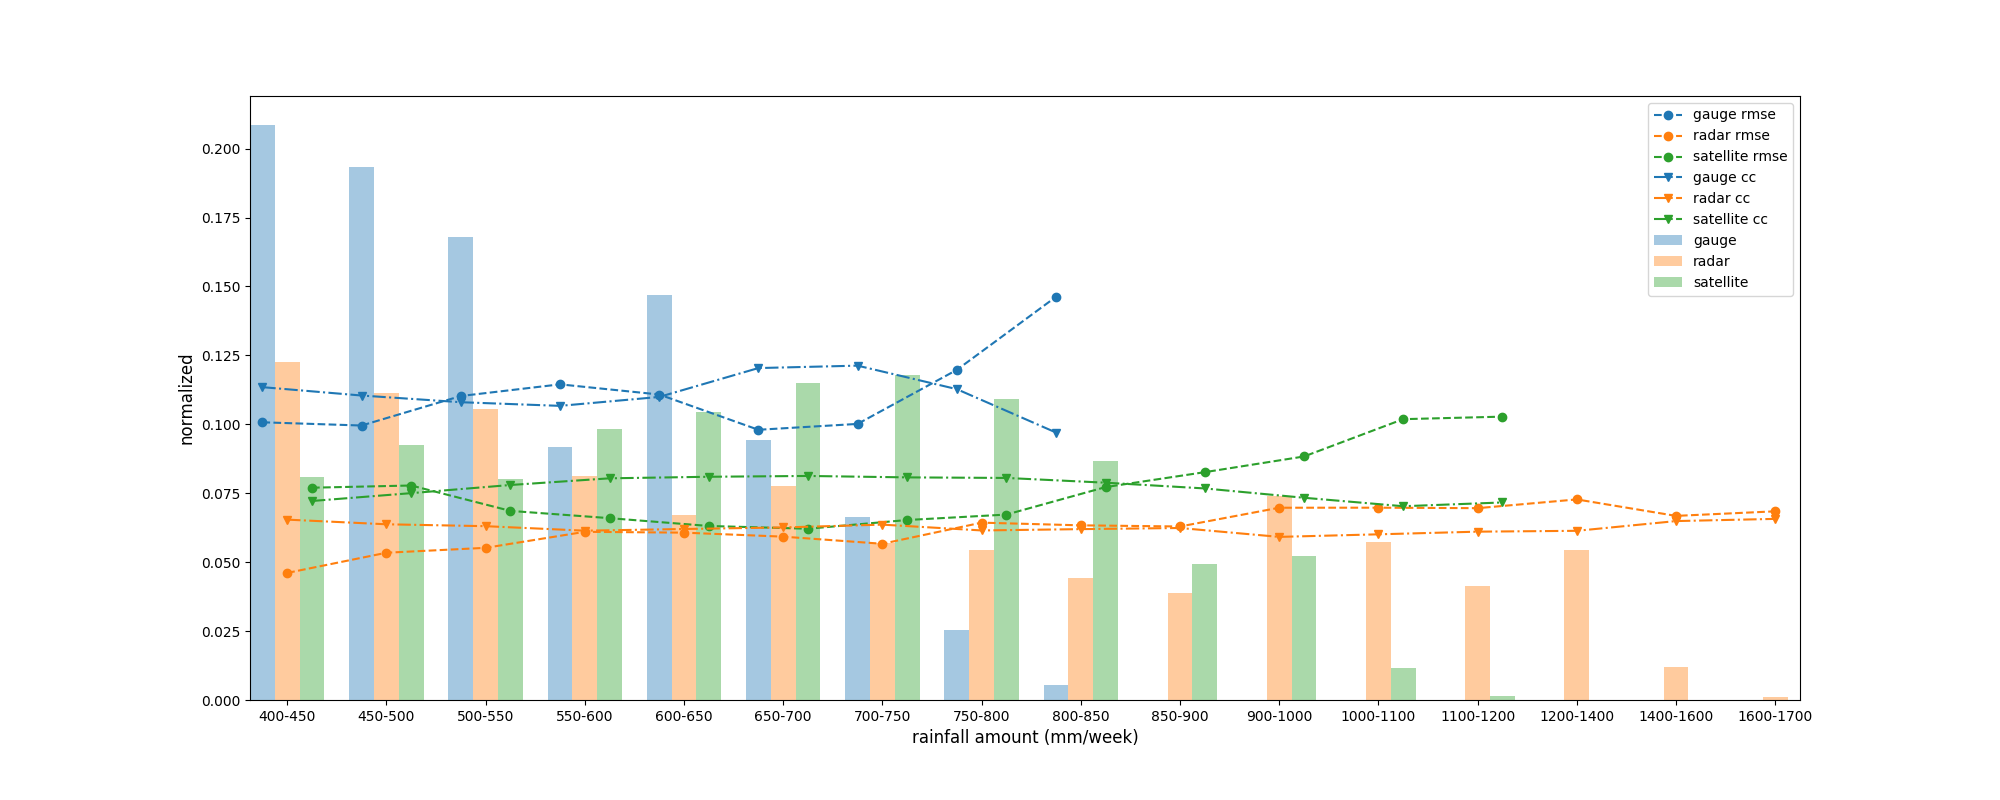 gauge rmse
radar rmse
satellite rmse
gauge cc
radar cc
satellite cc
gauge
radar
satellite
normalized
0.200
0.175
0.150
0.125
0.100
0.075
0.050
0.025
0.000
400-450 450-500 500-550 550-600 600-650 650-700 700-750 750-800 800-850 850-900 900-1000 1000-1100 1100-1200 1200-1400 1400-1600 1600-1700
rainfall amount (mm/week)